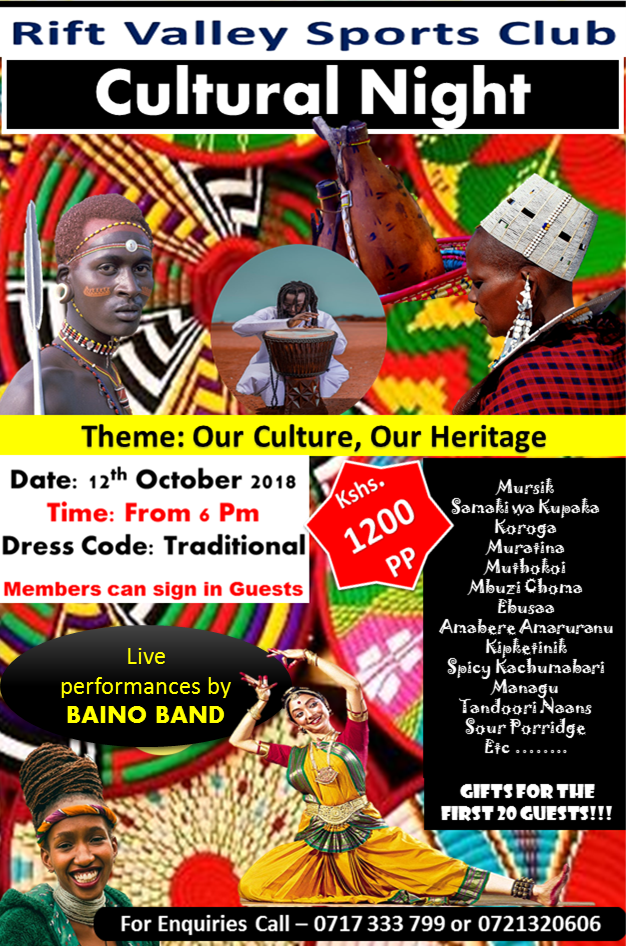 Rift Valley Sports Club
Cultural Night
Theme: Our Culture, Our Heritage
Date: 12th October 2018
Time: From 6 Pm
Dress Code: Traditional
Members can sign in Guests
Kshs.
1200
PP
Mursik
Samaki wa Kupaka
Koroga
Muratina
Muthokoi
Mbuzi Choma
Ebusaa
Amabere Amaruranu
Kipketinik
Spicy Kachumabari
Managu
Tandoori Naans
Sour Porridge
Etc ........
GIFTS FOR THE
FIRST 20 GUESTS!!!
Live
performances by
BAINO BAND
For Enquiries Call – 0717 333 799 or 0721320606